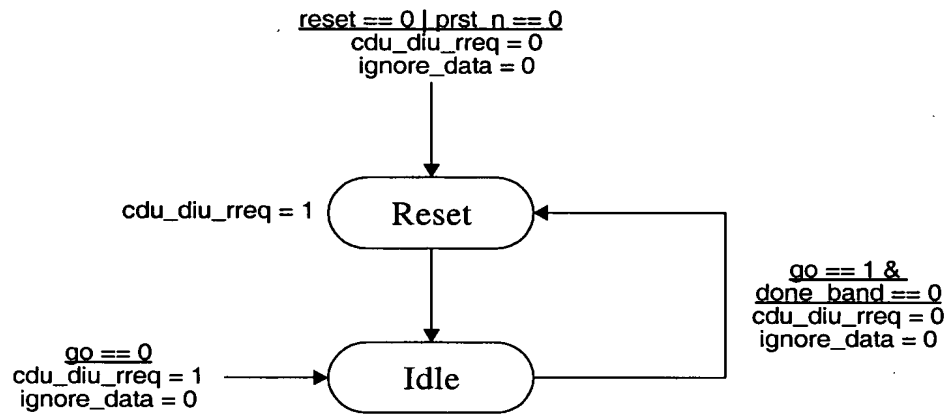 reset == 0 | prst_n == 0
cdu_diu_rreq = 0
ignore_data = 0
cdu_diu_rreq = 1
Reset
go == 1 &
done_band == 0
cdu_diu_rreq = 0
ignore_data = 0
go == 0
cdu_diu_rreq = 1
ignore_data = 0
Idle